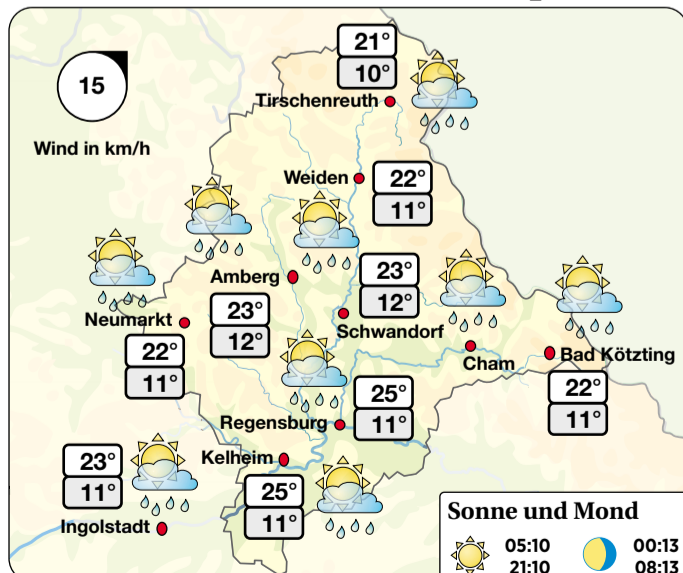 21°
10°
15
Tirschenreuth
Wind in km/h
Weiden
22°
11°
Amberg
23°
12°
23°
12°
Schwandorf
Neumarkt
22°
11°
Cham
Bad Kötzting
22°
11°
25°
11°
Regensburg
Kelheim
23°
11°
25°
11°
Ingolstadt
Sonne und Mond
05:10
00:13
21:10
08:13